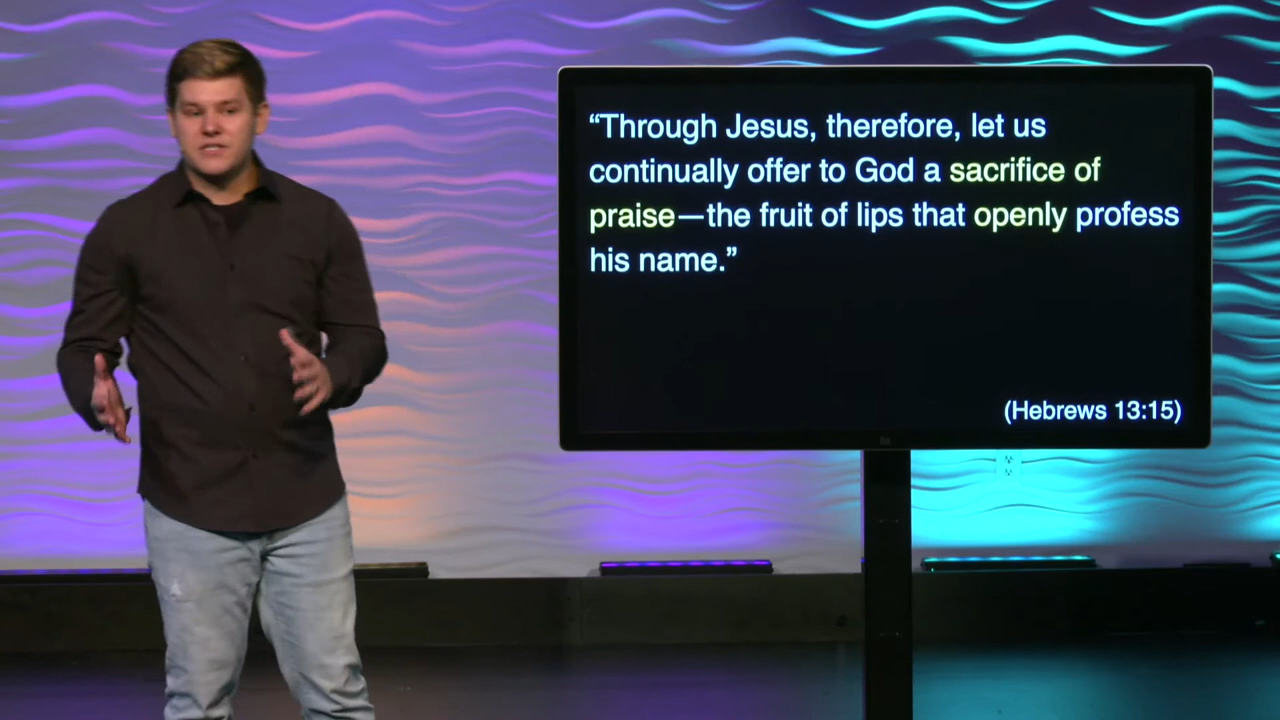 “Through Jesus, therefore, let us
continually offer to God a sacrifice of
praise—the fruit of lips that openly profess
his name.”
(Hebrews 13:15)